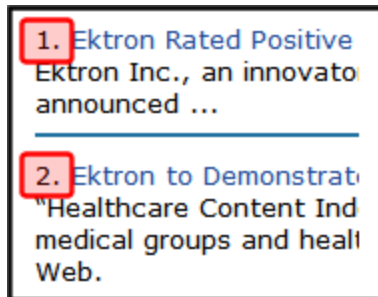 1. Ektron Rated Positive
Ektron Inc., an innovato
announced ...
2. Ektron to Demonstrate
"Healthcare Content Ind
medical groups and healt
Web.